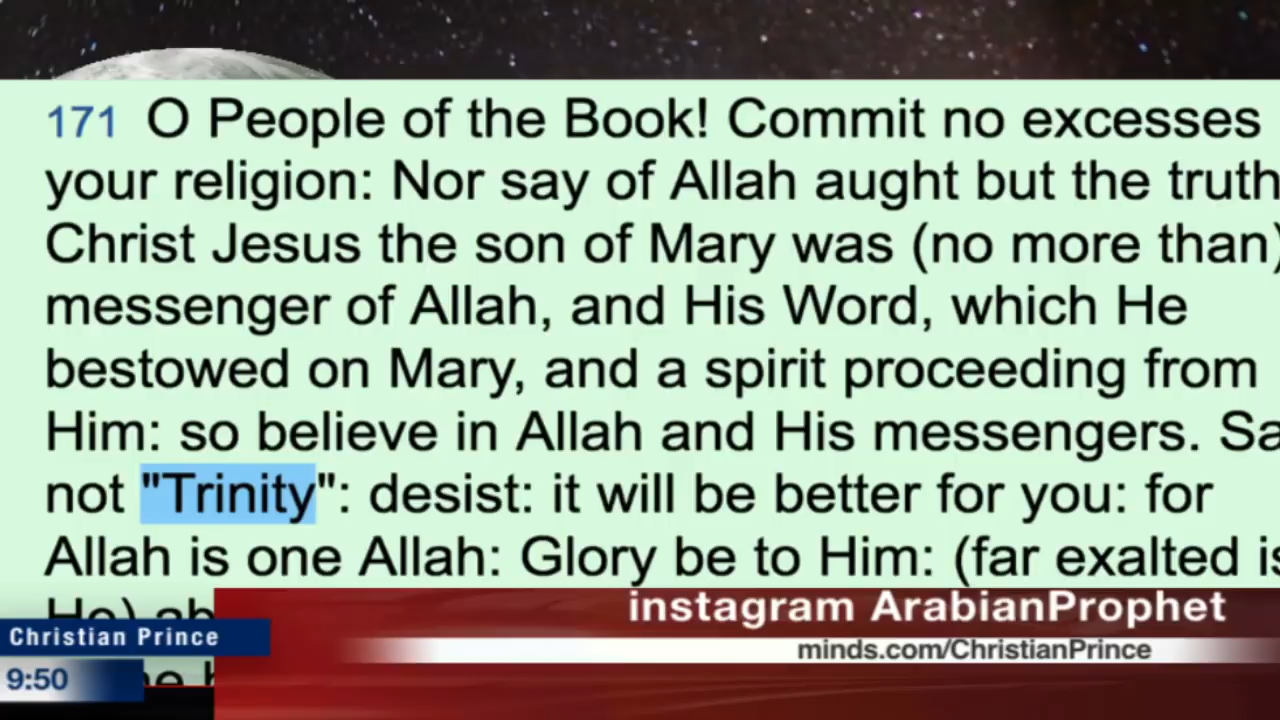 171 O People of the Book! Commit no excesses
your religion: Nor say of Allah aught but the truth
Christ Jesus the son of Mary was (no more than)
messenger of Allah, and His Word, which He
bestowed on Mary, and a spirit proceeding from
Him: so believe in Allah and His messengers.
not "Trinity": desist: it will be better for you: for
Allah is one Allah: Glory be to Him: (far exalted
He)
instagram ArabianProphet
Christian Prince
minds.com/ChristianPrince
9:50